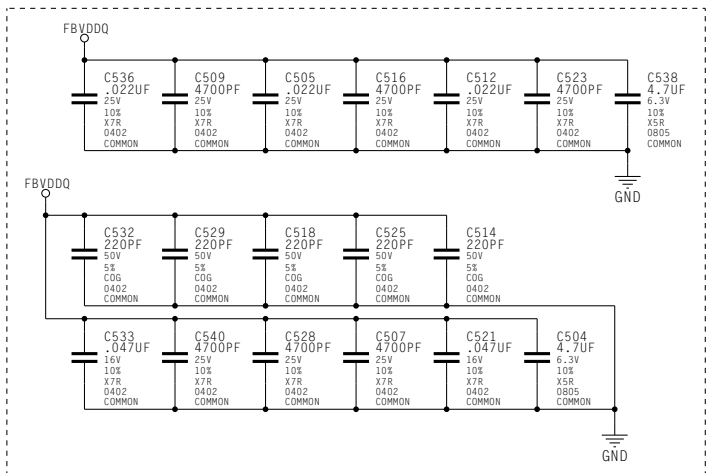 FBVDDQ
C536
.022UF
25V
10%
X7R
0402
COMMON
C509
4700PF
25V
10%
X7R
0402
COMMON
C505
.022UF
25V
10%
X7R
0402
COMMON
C516
4700PF
25V
10%
X7R
0402
COMMON
C512
.022UF
25V
10%
X7R
0402
COMMON
C523
4700PF
25V
10%
X7R
0402
COMMON
C538
4.7UF
6.3V
10%
X5R
0805
COMMON
GND
FBVDDQ
C532
220PF
50V
5%
COG
0402
COMMON
C529
220PF
50V
5%
COG
0402
COMMON
C518
220PF
50V
5%
COG
0402
COMMON
C525
220PF
50V
5%
COG
0402
COMMON
C514
220PF
50V
5%
COG
0402
COMMON
C533
.047UF
16V
10%
X7R
0402
COMMON
C540
4700PF
25V
10%
X7R
0402
COMMON
C528
4700PF
25V
10%
X7R
0402
COMMON
C507
4700PF
25V
10%
X7R
0402
COMMON
C521
.047UF
16V
10%
X7R
0402
COMMON
C504
4.7UF
6.3V
10%
X5R
0805
COMMON
GND